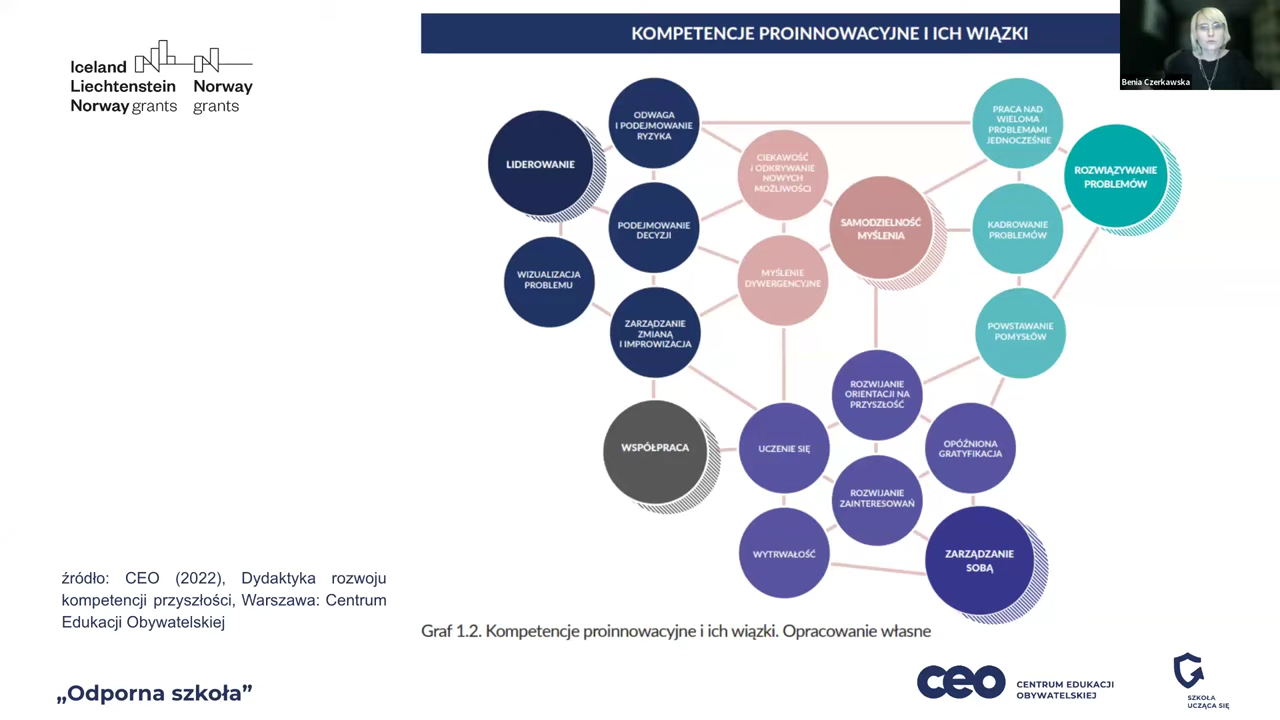 KOMPETENCJE PROINNOWACYJNE I ICH WIĄZKI
Benia Czerkawska
Iceland
Liechtenstein
Norway grants
Norway
grants
ODWAGA
I PODEJMOWANIE
RYZYKA
PRACA NAD
WIELOMA
PROBLEMAMI
JEDNOCZEŚNIE
LIDEROWANIE
CIEKAWOŚĆ
I ODKRYWANIE
NOWYCH
MOŻLIWOŚCI
ROZWIĄZYWANIE
PROBLEMÓW
PODEJMOWANIE
DECYZJI
SAMODZIELNOŚĆ
MYŚLENIA
KADROWANIE
PROBLEMÓW
WIZUALIZACJA
PROBLEMU
MYŚLENIE
DYWERGENCYJNE
ZARZĄDZANIE
ZMIANĄ
I IMPROWIZACJA
POWSTAWANIE
POMYSŁÓW
ROZWIJANIE
ORIENTACJI NA
PRZYSZŁOŚĆ
WSPÓŁPRACA
UCZENIE SIĘ
OPÓŹNIONA
GRATYFIKACJA
ROZWIJANIE
ZAINTERESOWAŃ
WYTRWAŁOŚĆ
ZARZĄDZANIE
SOBĄ
źródło: CEO (2022), Dydaktyka rozwoju
kompetencji przyszłości, Warszawa: Centrum
Edukacji Obywatelskiej
Graf 1.2. Kompetencje proinnowacyjne i ich wiązki. Opracowanie własne
„Odporna szkoła”
ceo
CENTRUM EDUKACJI
OBYWATELSKIEJ
SZKOŁA
UCZĄCA SIĘ